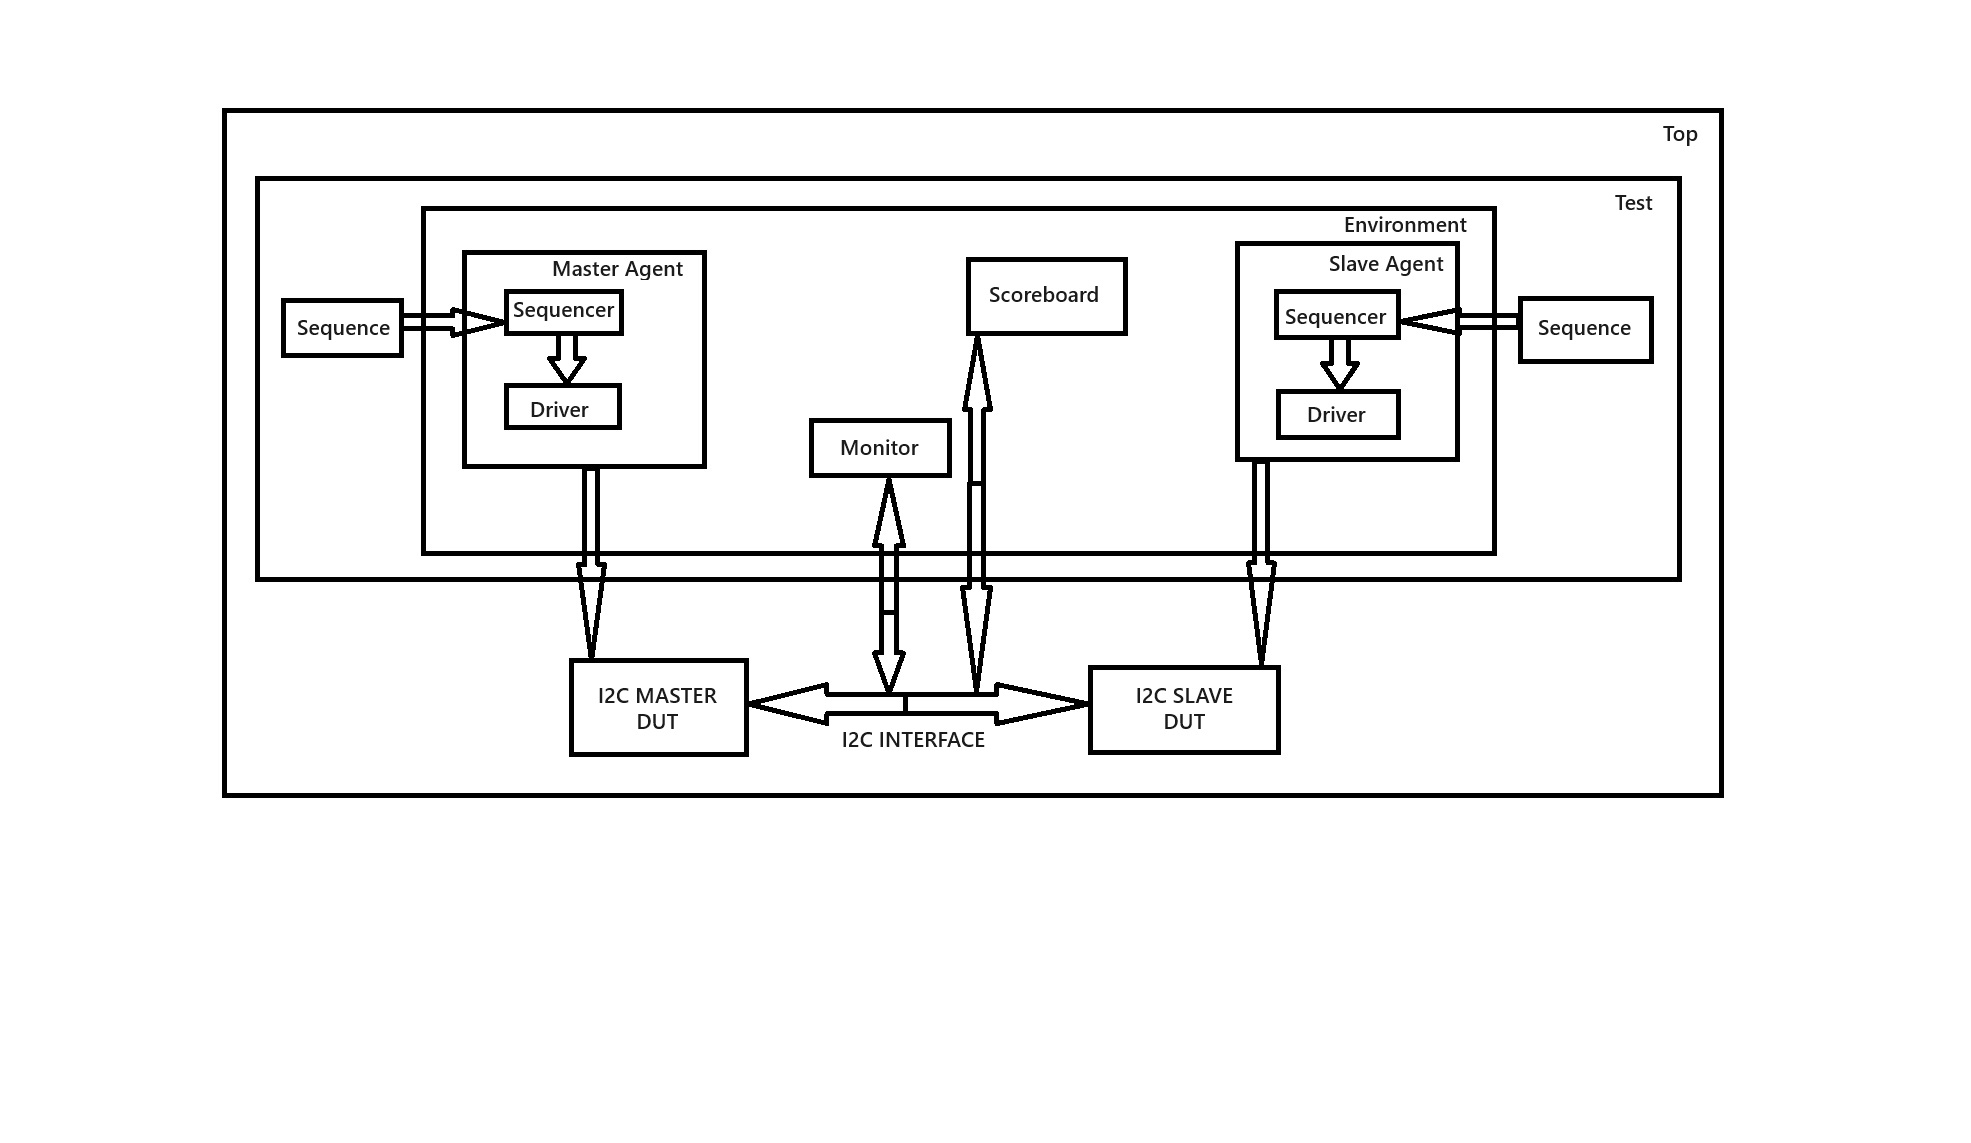 Top
Test
Environment
Master Agent
Slave Agent
Scoreboard
Sequence
Sequencer
Sequencer
Sequence
Driver
Driver
Monitor
I2C MASTER
DUT
I2C SLAVE
DUT
I2C INTERFACE